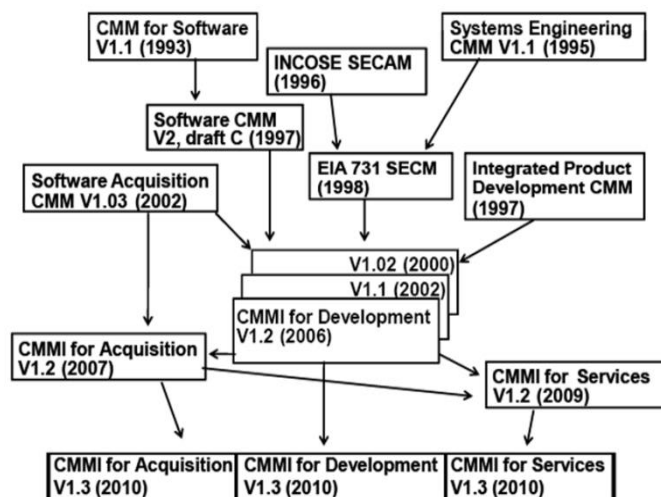 CMM for Software
V1.1 (1993)
Systems Engineering
CMM V1.1 (1995)
INCOSE SECAM
(1996)
Software CMM
V2, draft C (1997)
EIA 731 SECM
(1998)
Integrated Product
Development CMM
(1997)
Software Acquisition
CMM V1.03 (2002)
V1.02 (2000)
V1.1 (2002)
CMMI for Development
V1.2 (2006)
CMMI for Acquisition
V1.2 (2007)
CMMI for Services
V1.2 (2009)
CMMI for Acquisition
V1.3 (2010)
CMMI for Development
V1.3 (2010)
CMMI for Services
V1.3 (2010)